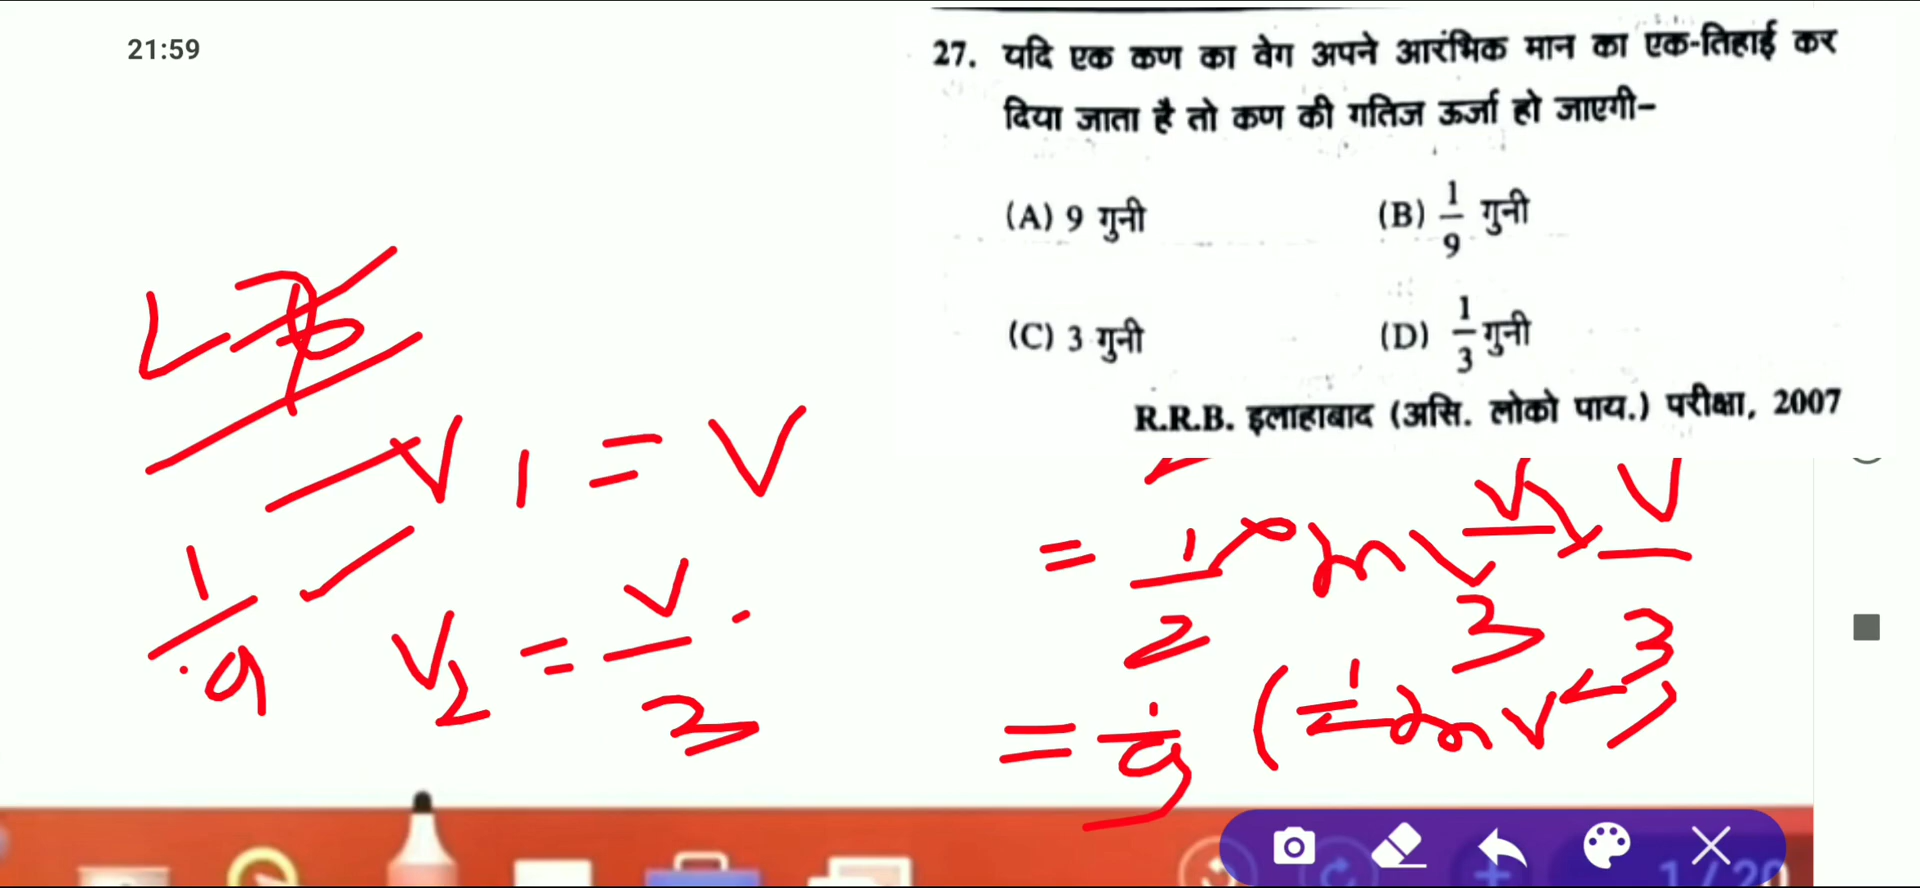 21:59
27. यदि एक कण का वेग अपने आरंभिक मान का एक-तिहाई कर
दिया जाता है तो कण की गतिज ऊर्जा हो जाएगी–
(A) 9 गुनी (B) 1/9 गुनी
(C) 3 गुनी (D) 1/3 गुनी
R.R.B. इलाहाबाद (असि. लोको पाय.) परीक्षा, 2007
V1 = V
V2 = V/3
1/9
= 1/2 m V/3 × V/3
= 1/9 (1/2 mv²)
1/20